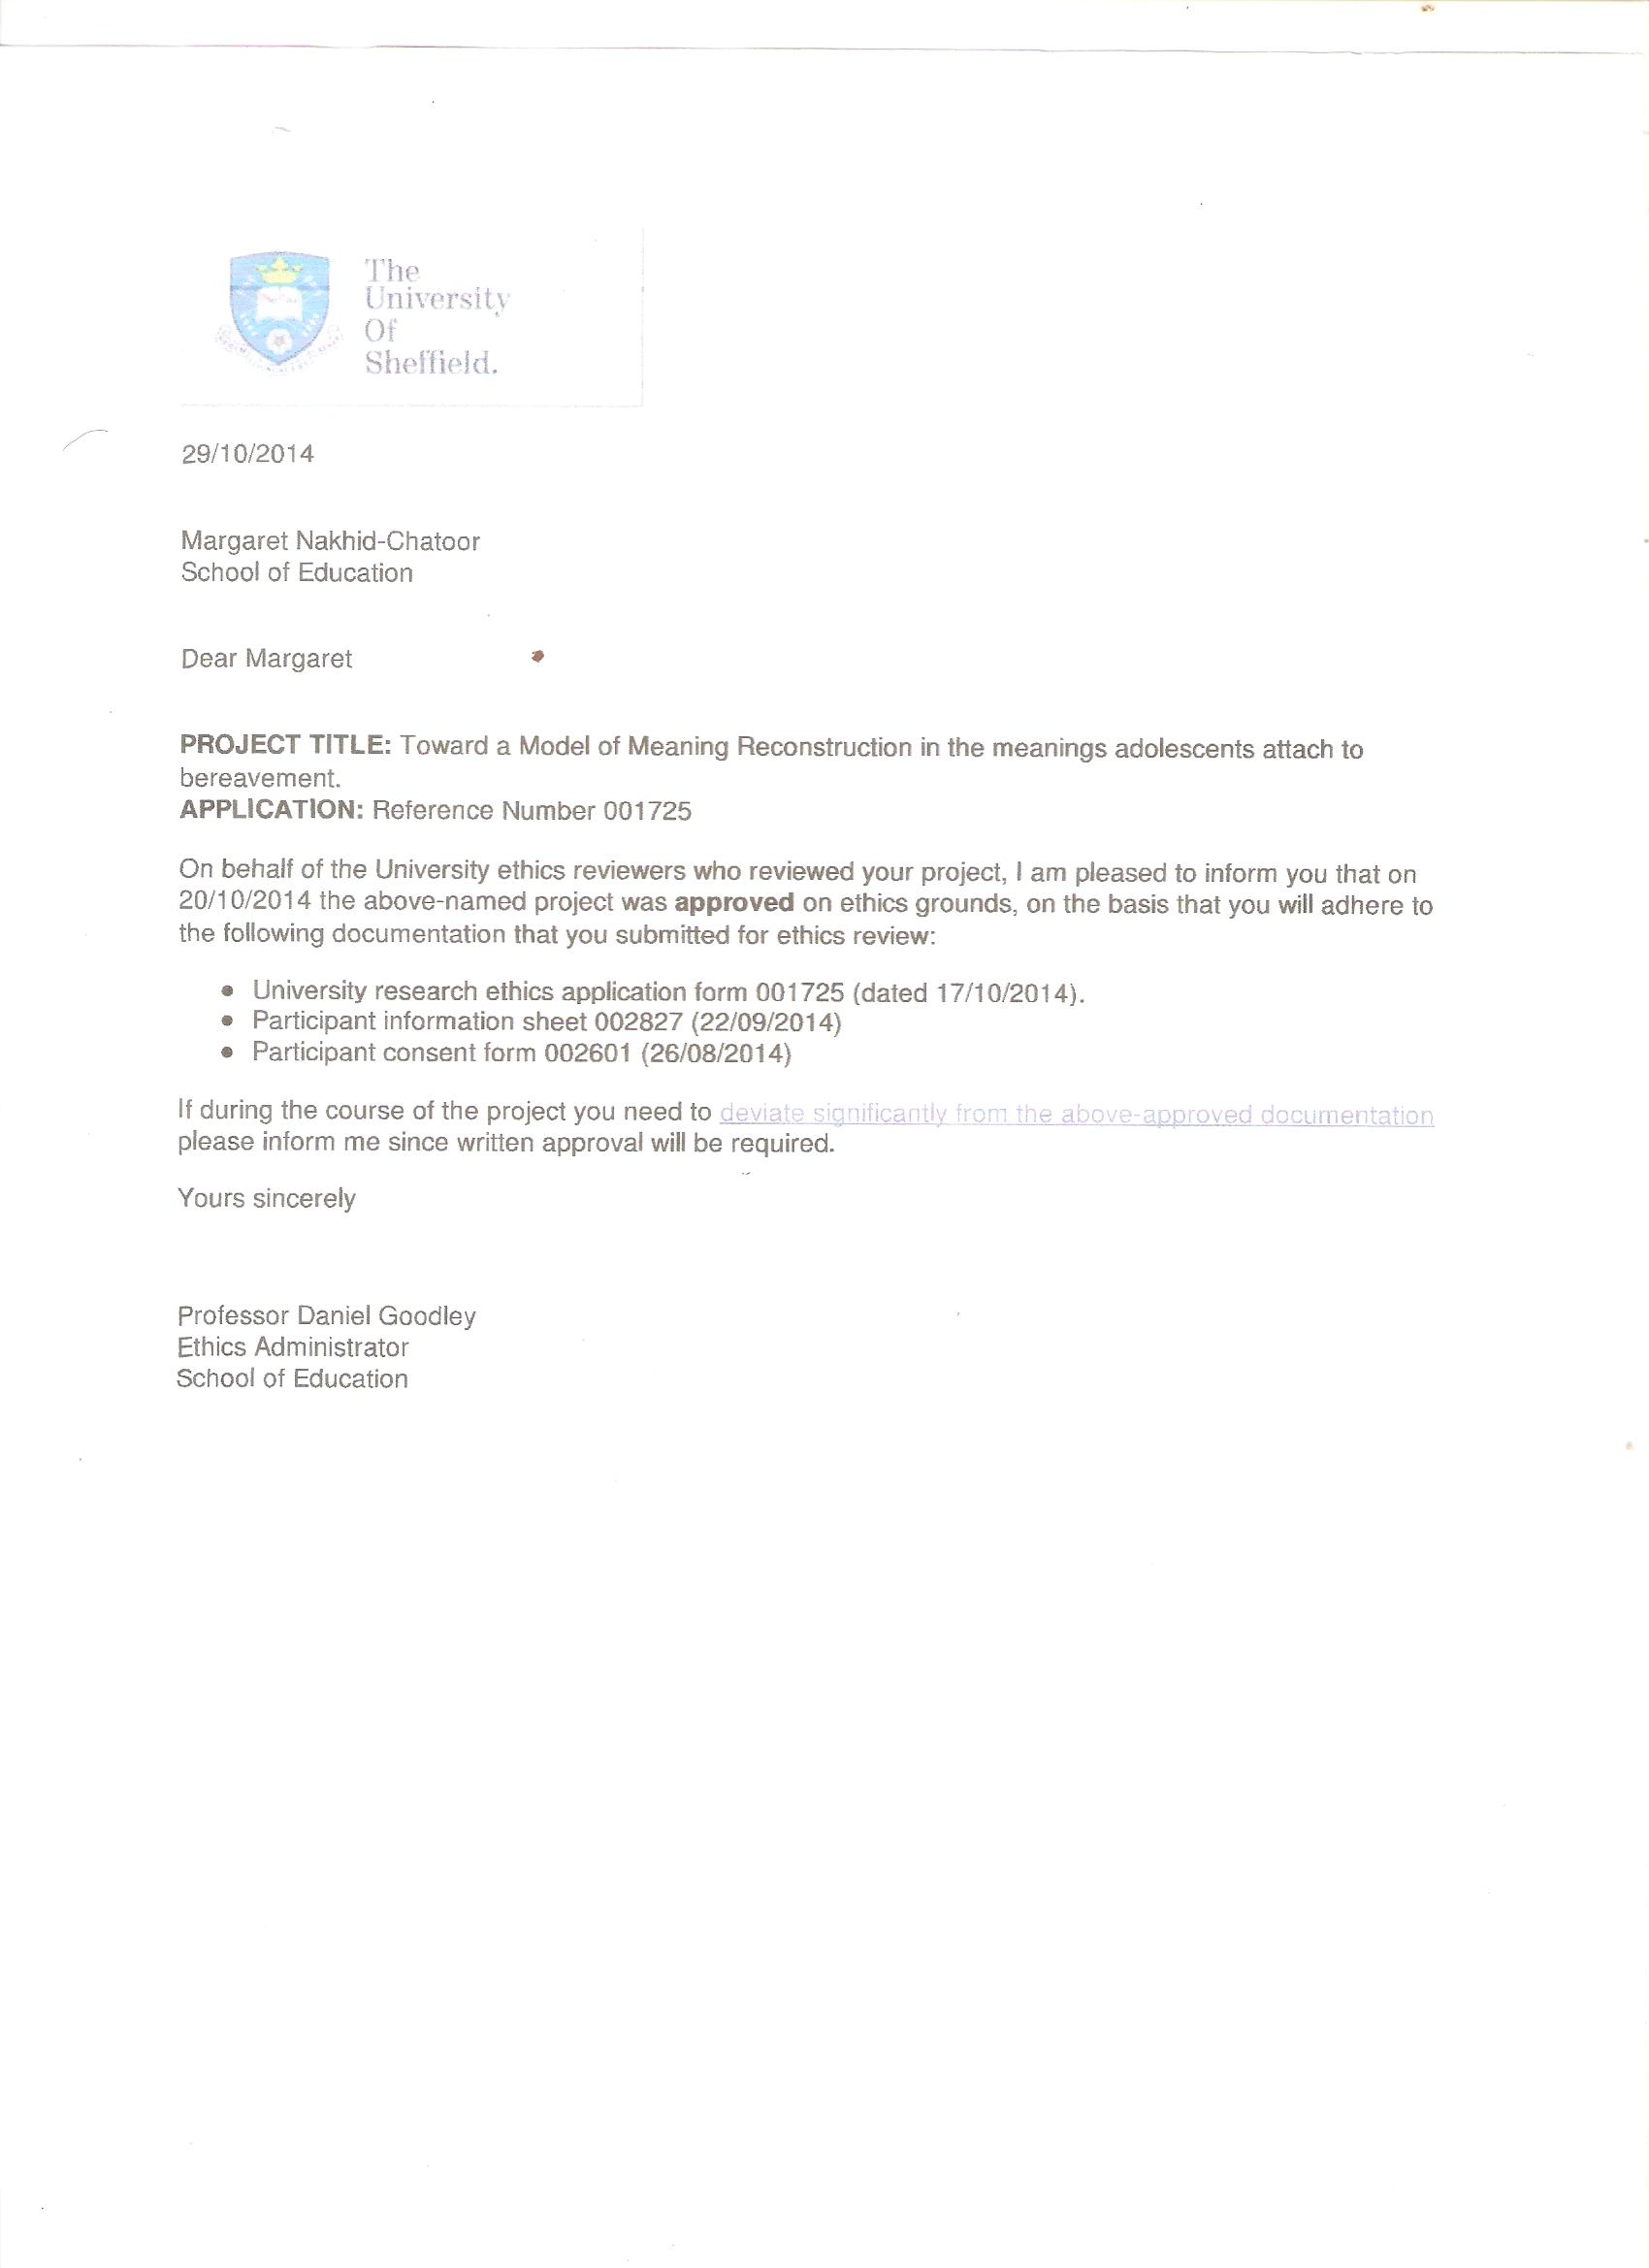 The
University
Of
Sheffield.
29/10/2014
Margaret Nakhid-Chatoor
School of Education
Dear Margaret
PROJECT TITLE: Toward a Model of Meaning Reconstruction in the meanings adolescents attach to
bereavement.
APPLICATION: Reference Number 001725
On behalf of the University ethics reviewers who reviewed your project, I am pleased to inform you that on
20/10/2014 the above-named project was approved on ethics grounds, on the basis that you will adhere to
the following documentation that you submitted for ethics review:
• University research ethics application form 001725 (dated 17/10/2014).
• Participant information sheet 002827 (22/09/2014)
• Participant consent form 002601 (26/08/2014)
If during the course of the project you need to deviate significantly from the above-approved documentation
please inform me since written approval will be required.
Yours sincerely
Professor Daniel Goodley
Ethics Administrator
School of Education